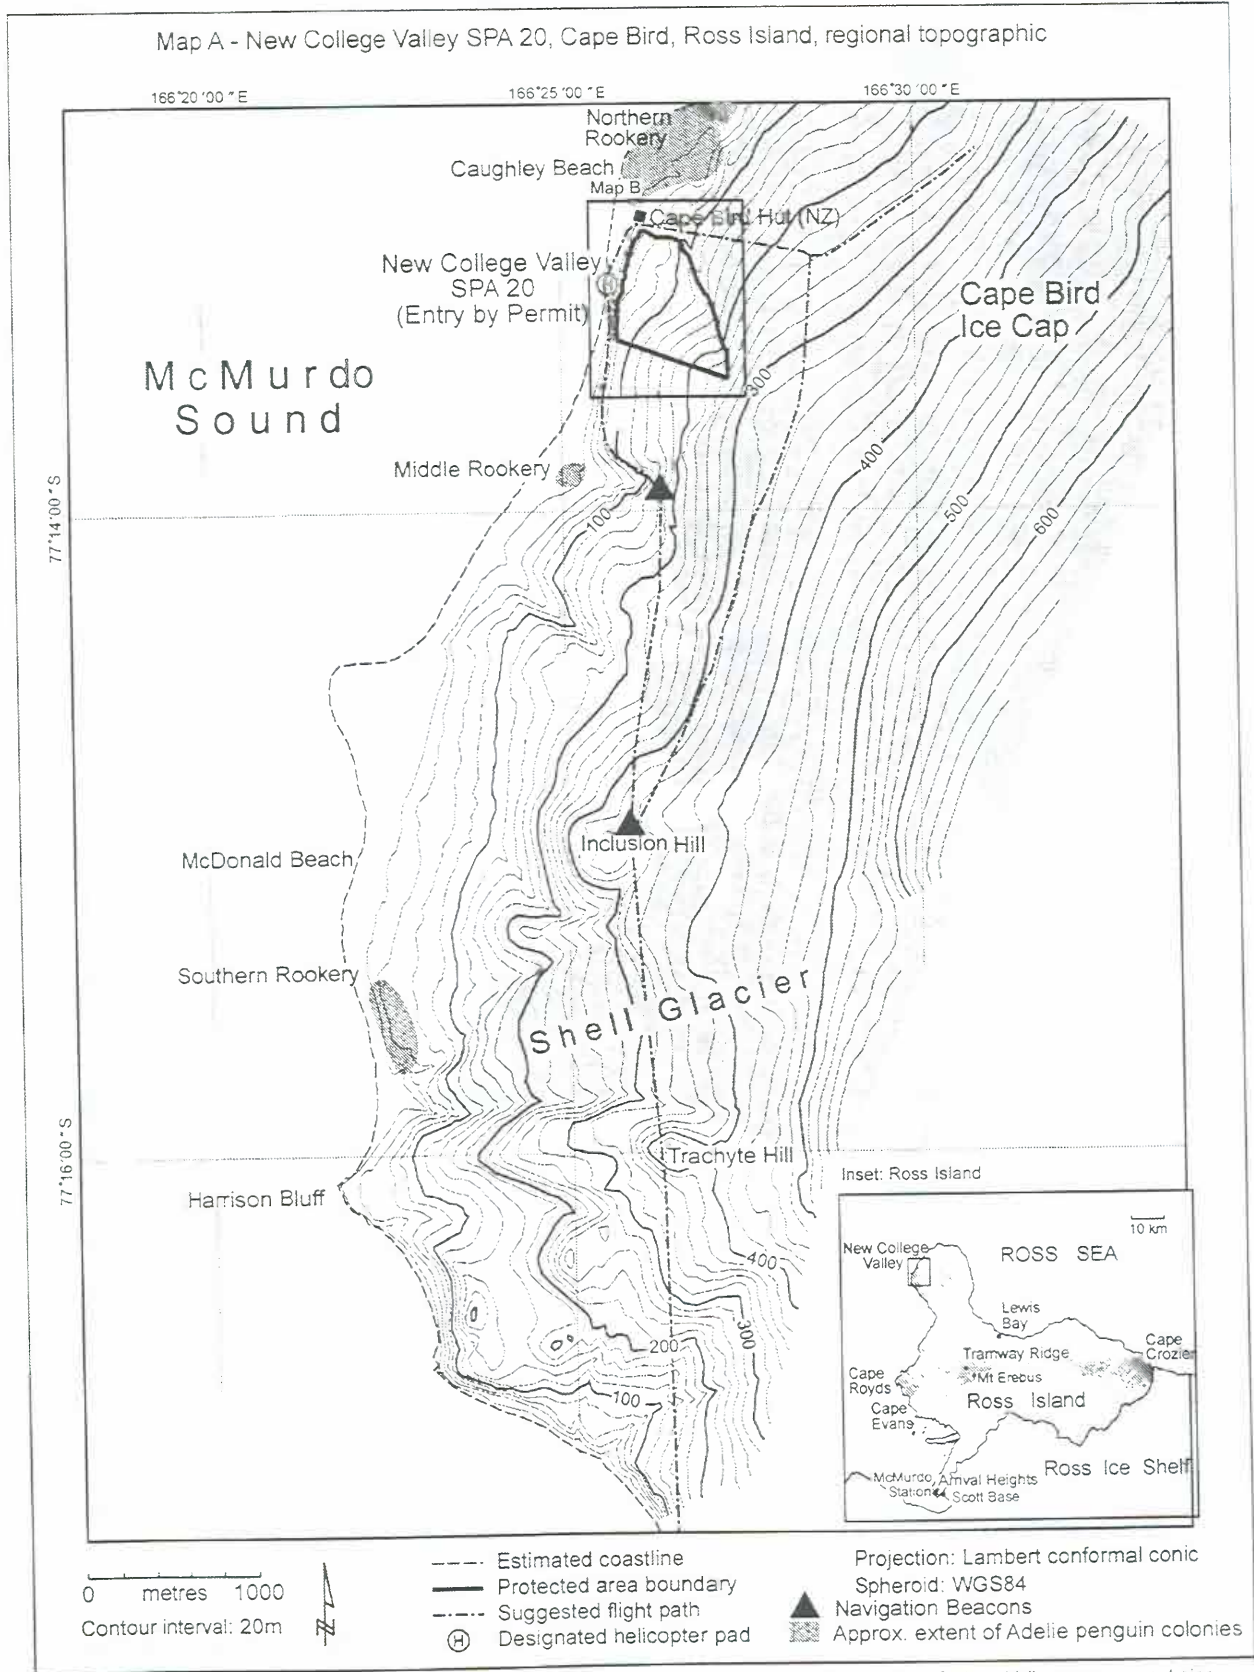 Map A - New College Valley SPA 20, Cape Bird, Ross Island, regional topographic
166°20 '00 " E
166°25 '00 " E
166°30 '00 " E
Northern
Rookery
Caughley Beach
Map B
Cape Bird Hut (NZ)
New College Valley
SPA 20
(Entry by Permit)
H
Cape Bird
Ice Cap
McMurdo
Sound
300
400
500
600
Middle Rookery
100
77°14'00" S
Inclusion Hill
McDonald Beach
Southern Rookery
Shell Glacier
77°16'00" S
Trachyte Hill
Harrison Bluff
400
300
200
100
Inset: Ross Island
10 km
New College
Valley
ROSS SEA
Lewis
Bay
Cape
Crozier
Tramway Ridge
Mt Erebus
Cape
Royds
Ross Island
Cape
Evans
Ross Ice Shelf
McMurdo
Station
Arrival Heights
Scott Base
0 metres 1000
Contour interval: 20m
N
Estimated coastline
Protected area boundary
Suggested flight path
H Designated helicopter pad
Projection: Lambert conformal conic
Spheroid: WGS84
Navigation Beacons
Approx. extent of Adelie penguin colonies